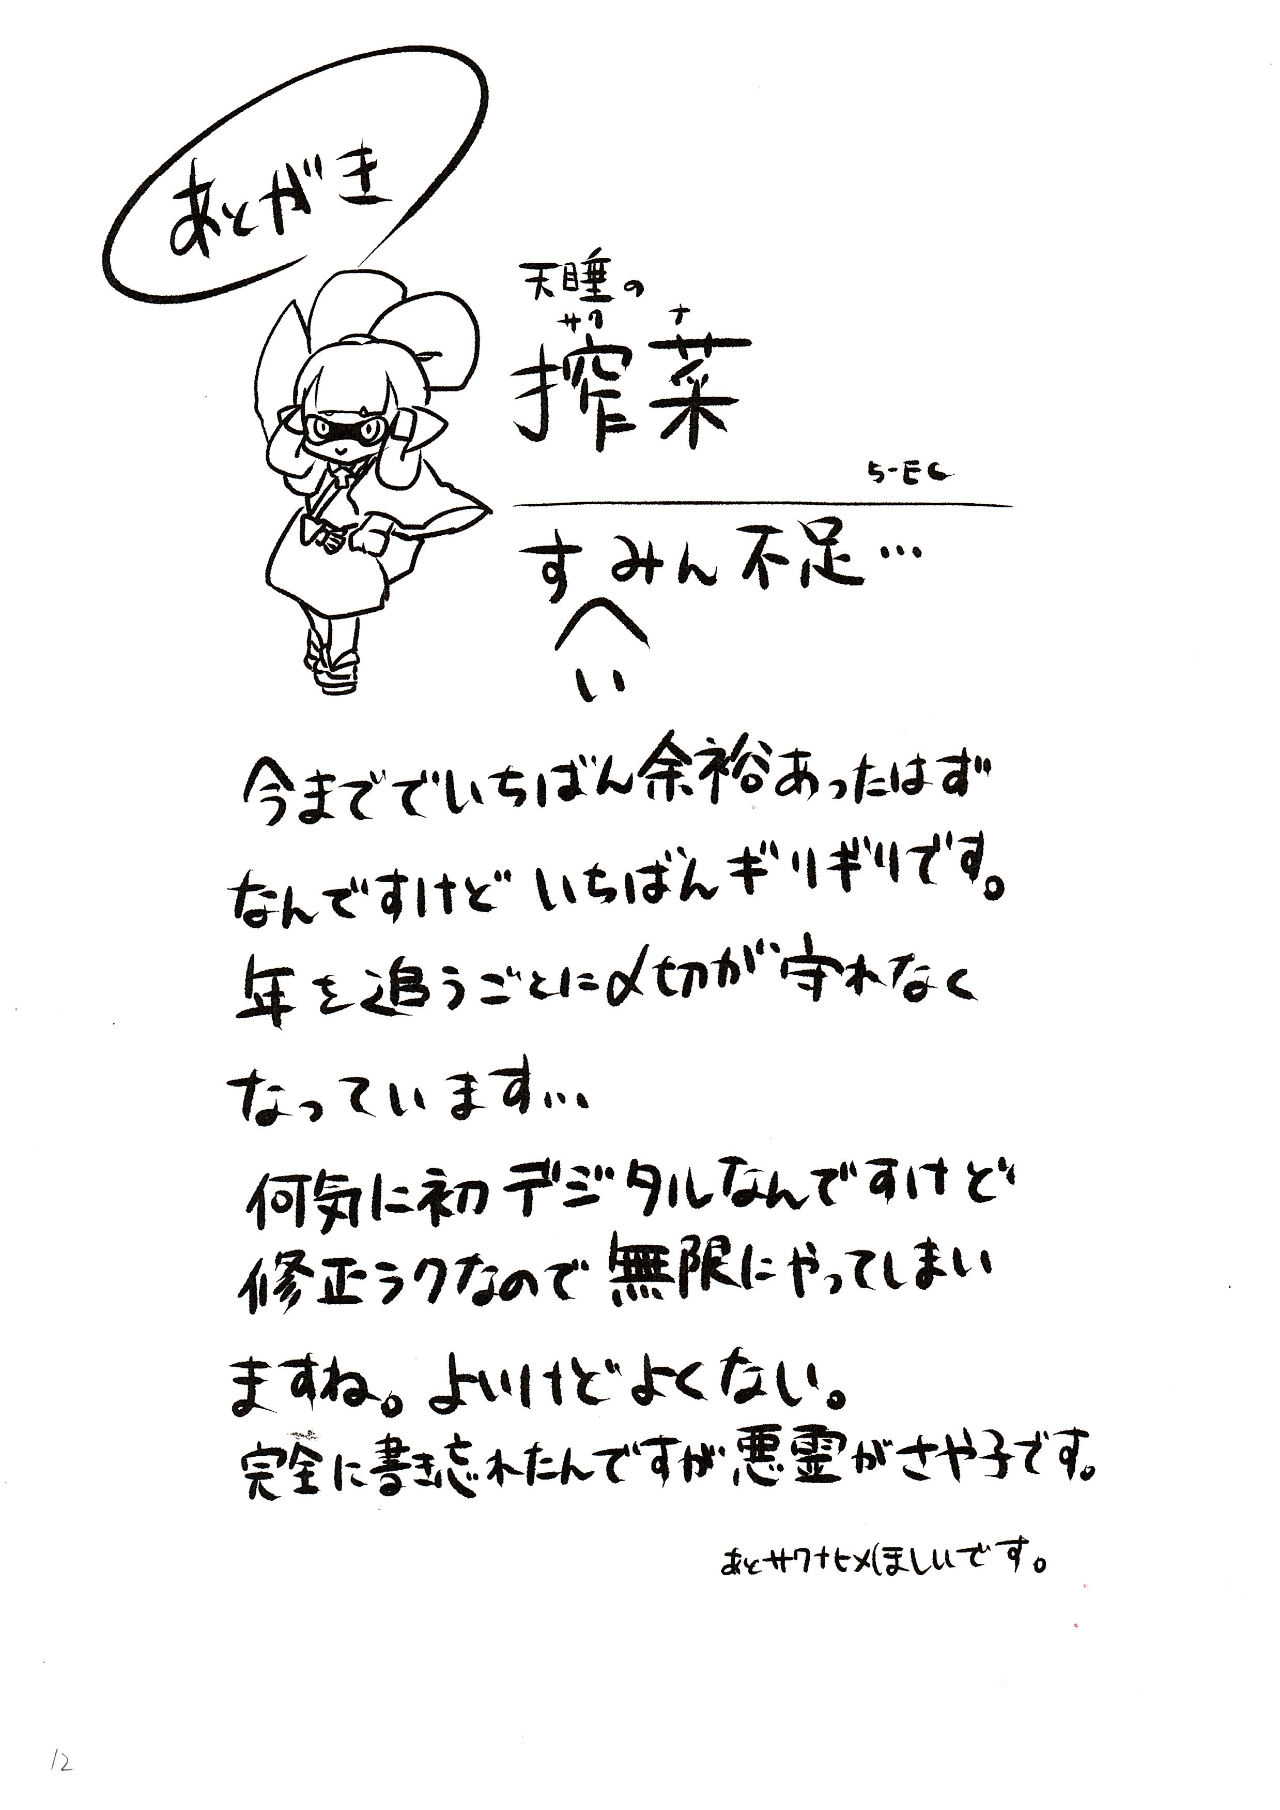 あとがき
天睡の
サク ナ
搾菜
5-EC
すみん不足…
い
今まででいちばん余裕あったはず
なんですけどいちばんギリギリです。
年を追うごとに〆切が守れなく
なっています…
何気に初デジタルなんですけど
修正ラクなので無限にやってしまい
ますね。よいけどよくない。
完全に書き忘れたんですが悪霊がさや子です。
あとサクナヒメほしいです。
12